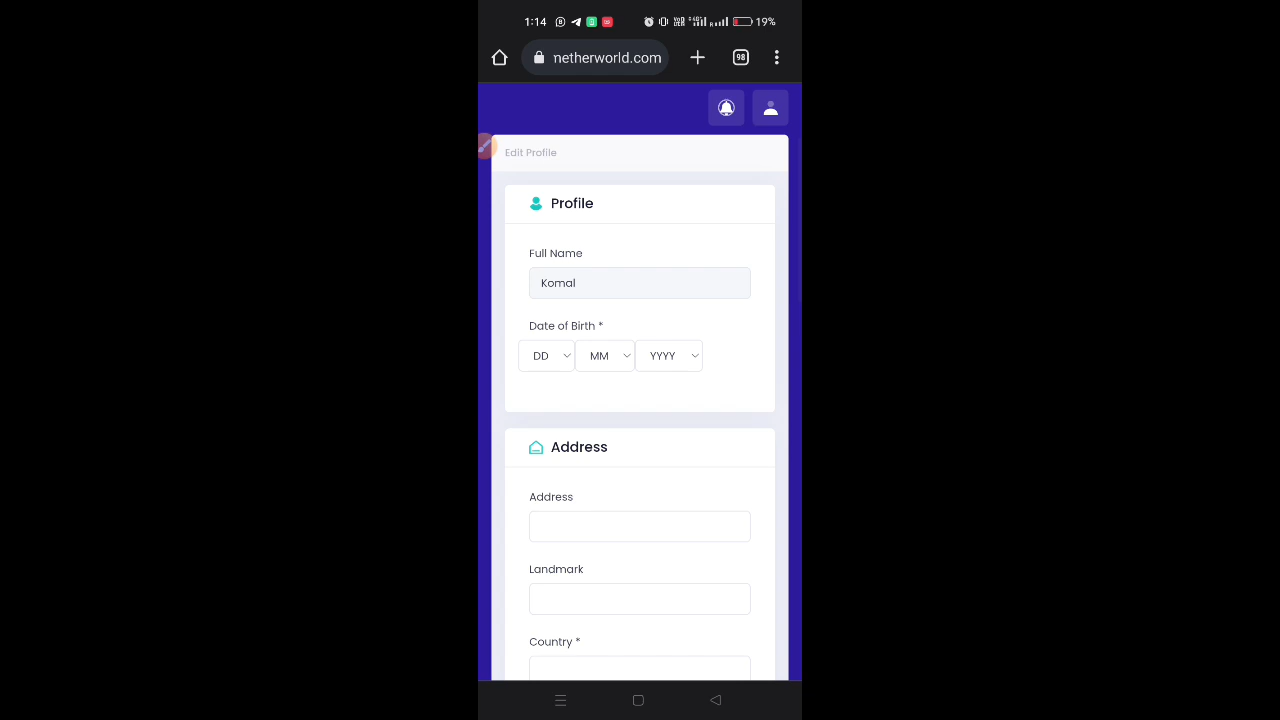 1:14 19%
netherworld.com 98
Edit Profile
Profile
Full Name
Komal
Date of Birth *
DD MM YYYY
Address
Address
Landmark
Country *